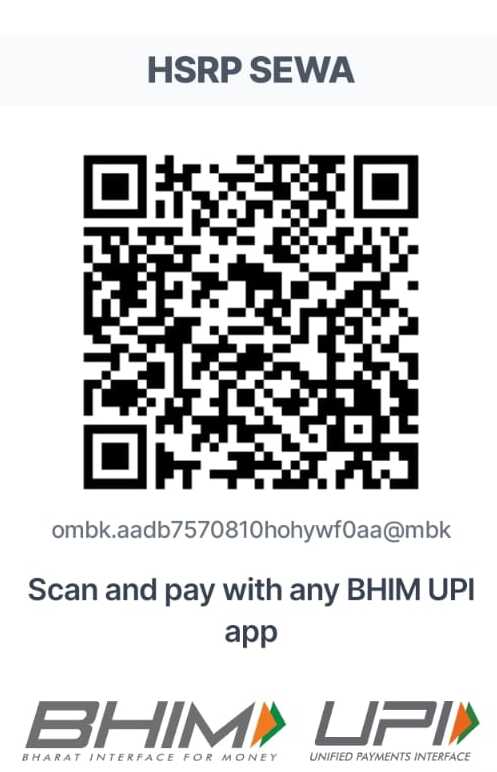 HSRP SEWA
ombk.aadb7570810hohywf0aa@mbk
Scan and pay with any BHIM UPI
app
BHIM UPI
BHARAT INTERFACE FOR MONEY UNIFIED PAYMENTS INTERFACE